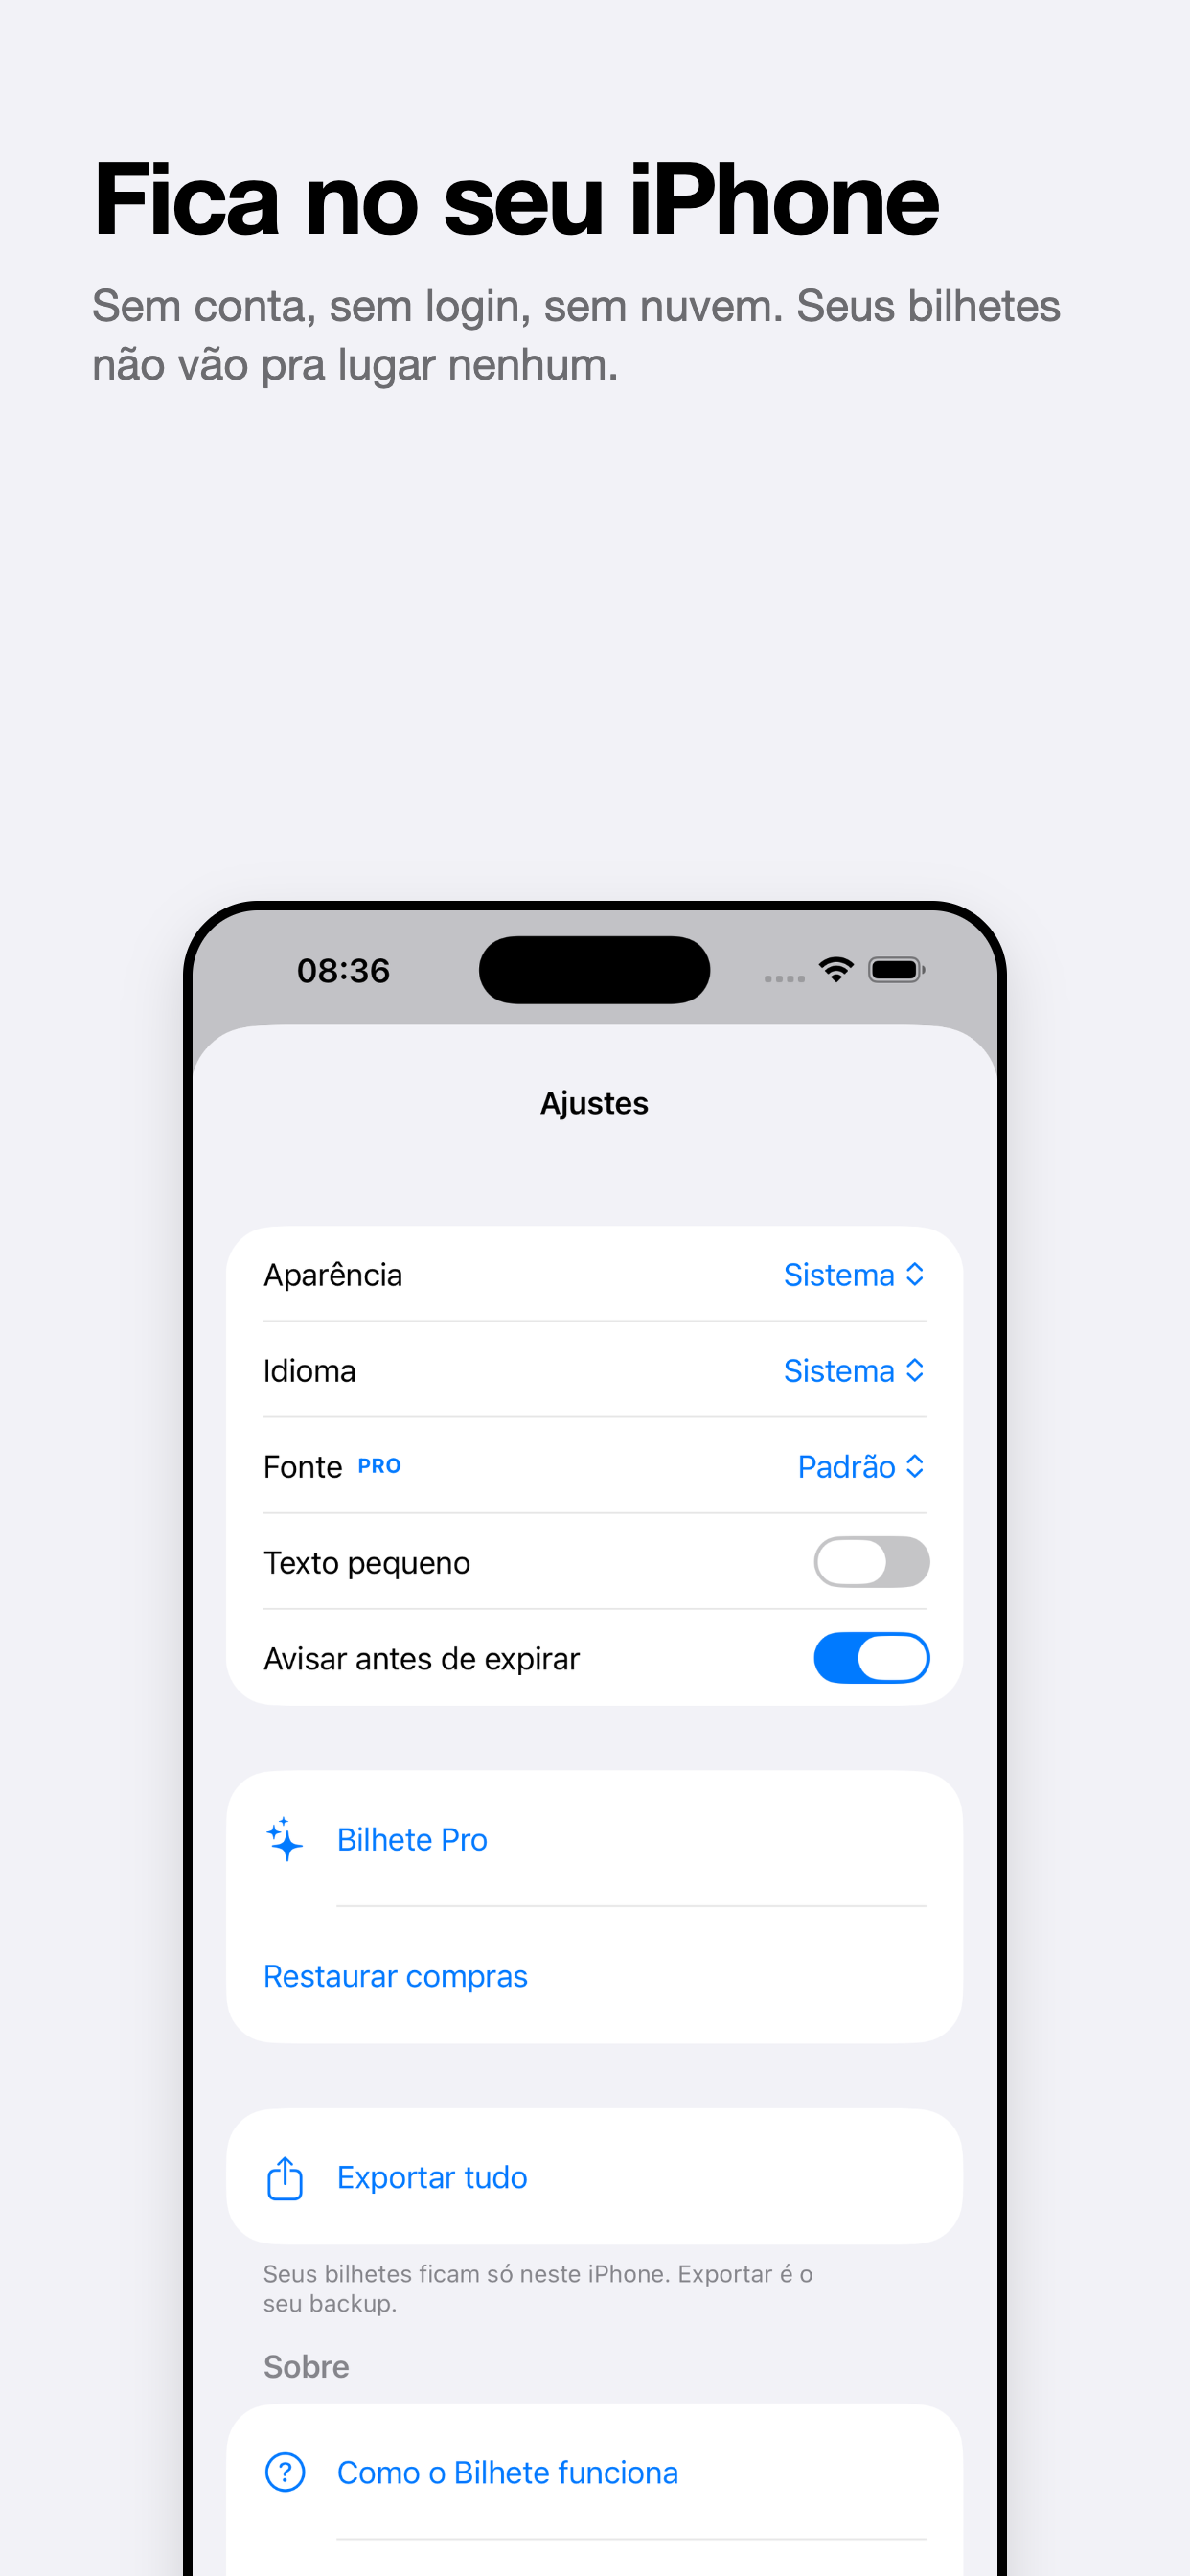 Fica no seu iPhone
Sem conta, sem login, sem nuvem. Seus bilhetes
não vão pra lugar nenhum.
08:36
Ajustes
Aparência Sistema
Idioma Sistema
Fonte PRO Padrão
Texto pequeno
Avisar antes de expirar
Bilhete Pro
Restaurar compras
Exportar tudo
Seus bilhetes ficam só neste iPhone. Exportar é o
seu backup.
Sobre
Como o Bilhete funciona